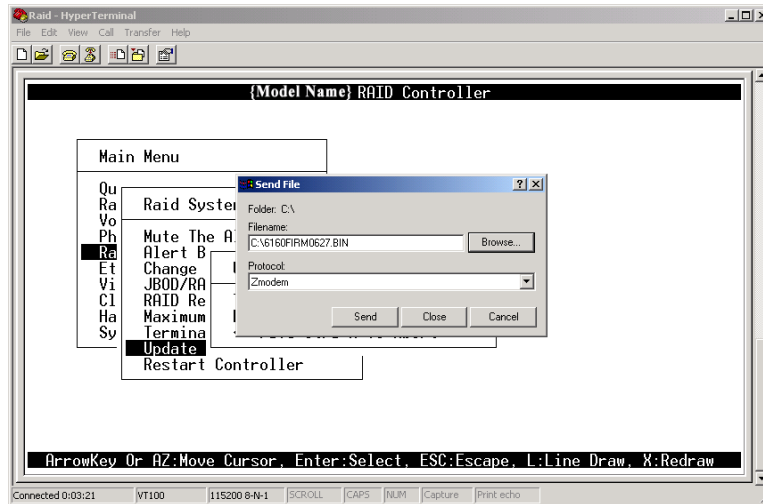 Raid - HyperTerminal
File Edit View Call Transfer Help
{Model Name} RAID Controller
Main Menu
Qu
Ra
Vo
Ph
Ra
Et
Vi
Cl
Ha
Sy
Raid Syste
Mute The A
Alert B
Change
JBOD/RA
RAID Re
Maximum
Termina
Update
Restart Controller
Send File
Folder: C:\
Filename:
C:\6160FIRM0627.BIN
Browse...
Protocol:
Zmodem
Send Close Cancel
ArrowKey Or AZ:Move Cursor, Enter:Select, ESC:Escape, L:Line Draw, X:Redraw
Connected 0:03:21 VT100 115200 8-N-1 SCROLL CAPS NUM Capture Print echo